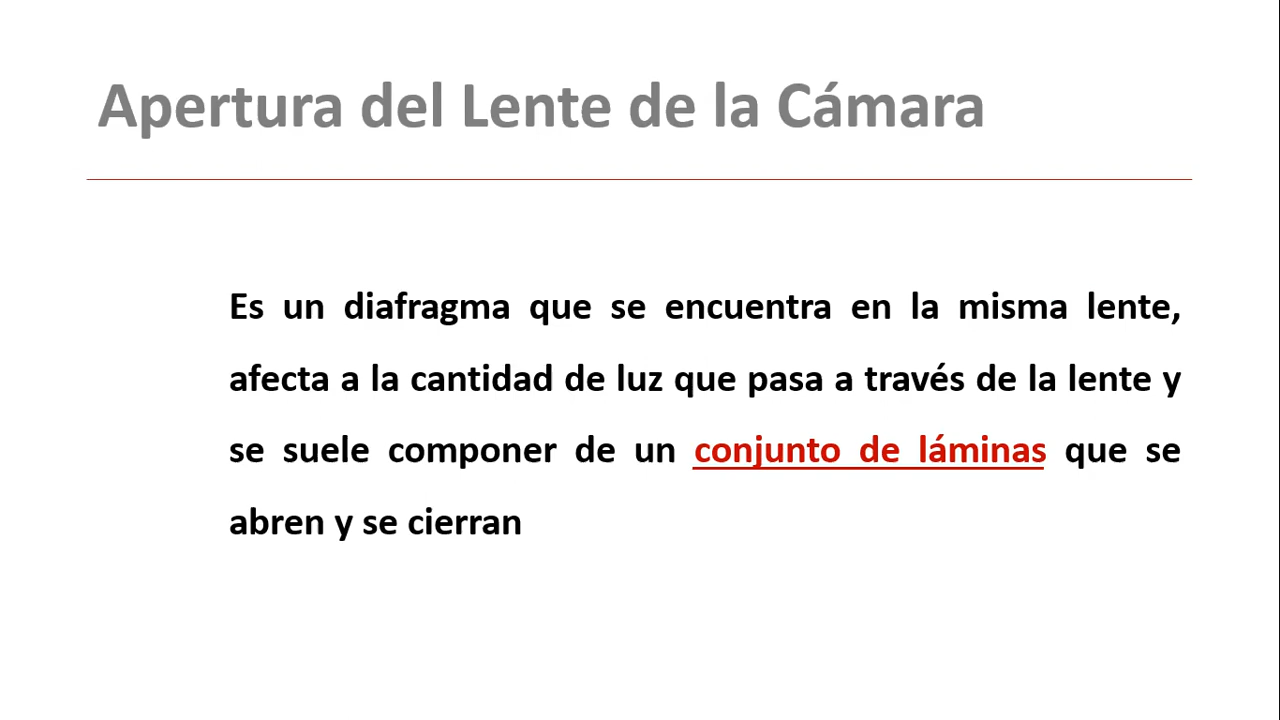 Apertura del Lente de la Cámara
Es un diafragma que se encuentra en la misma lente,
afecta a la cantidad de luz que pasa a través de la lente y
se suele componer de un conjunto de láminas que se
abren y se cierran